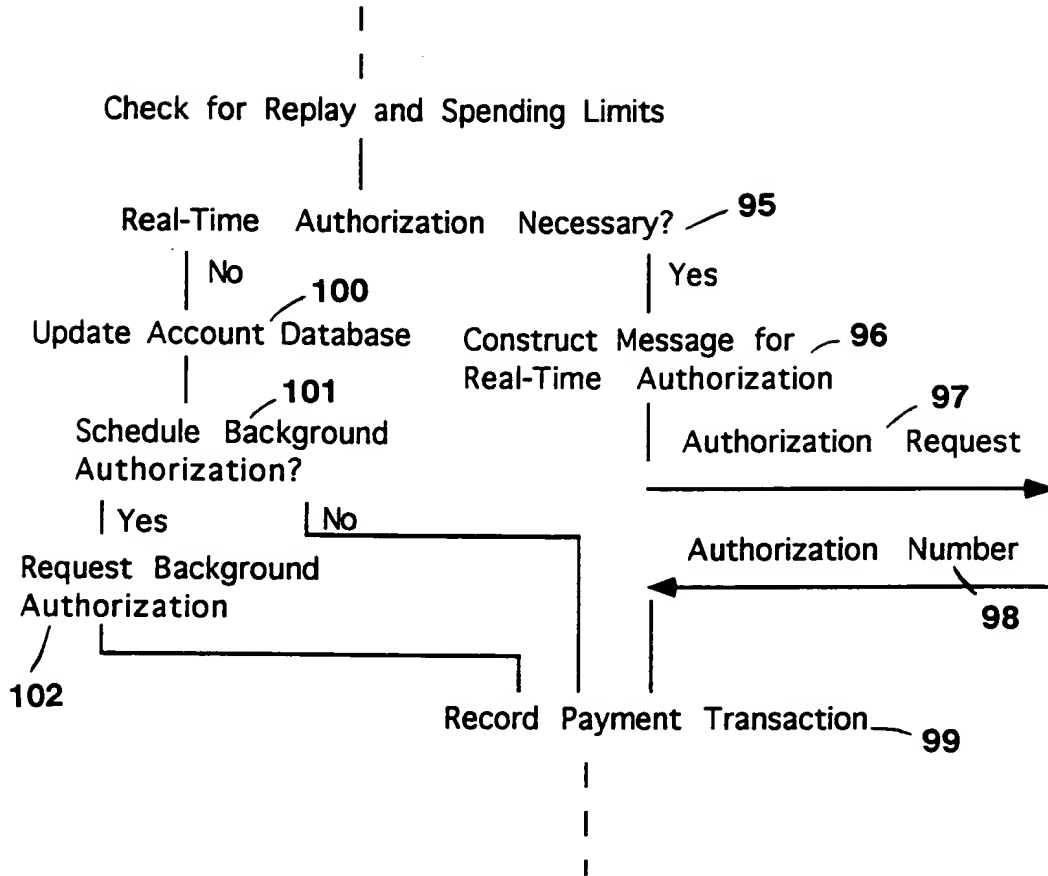 Check for Replay and Spending Limits
Real-Time Authorization Necessary? 95
No
Yes
100
Update Account Database
Construct Message for 96
Real-Time Authorization
101
Schedule Background
Authorization?
97
Authorization Request
Yes
No
Authorization Number
98
Request Background
Authorization
102
Record Payment Transaction 99